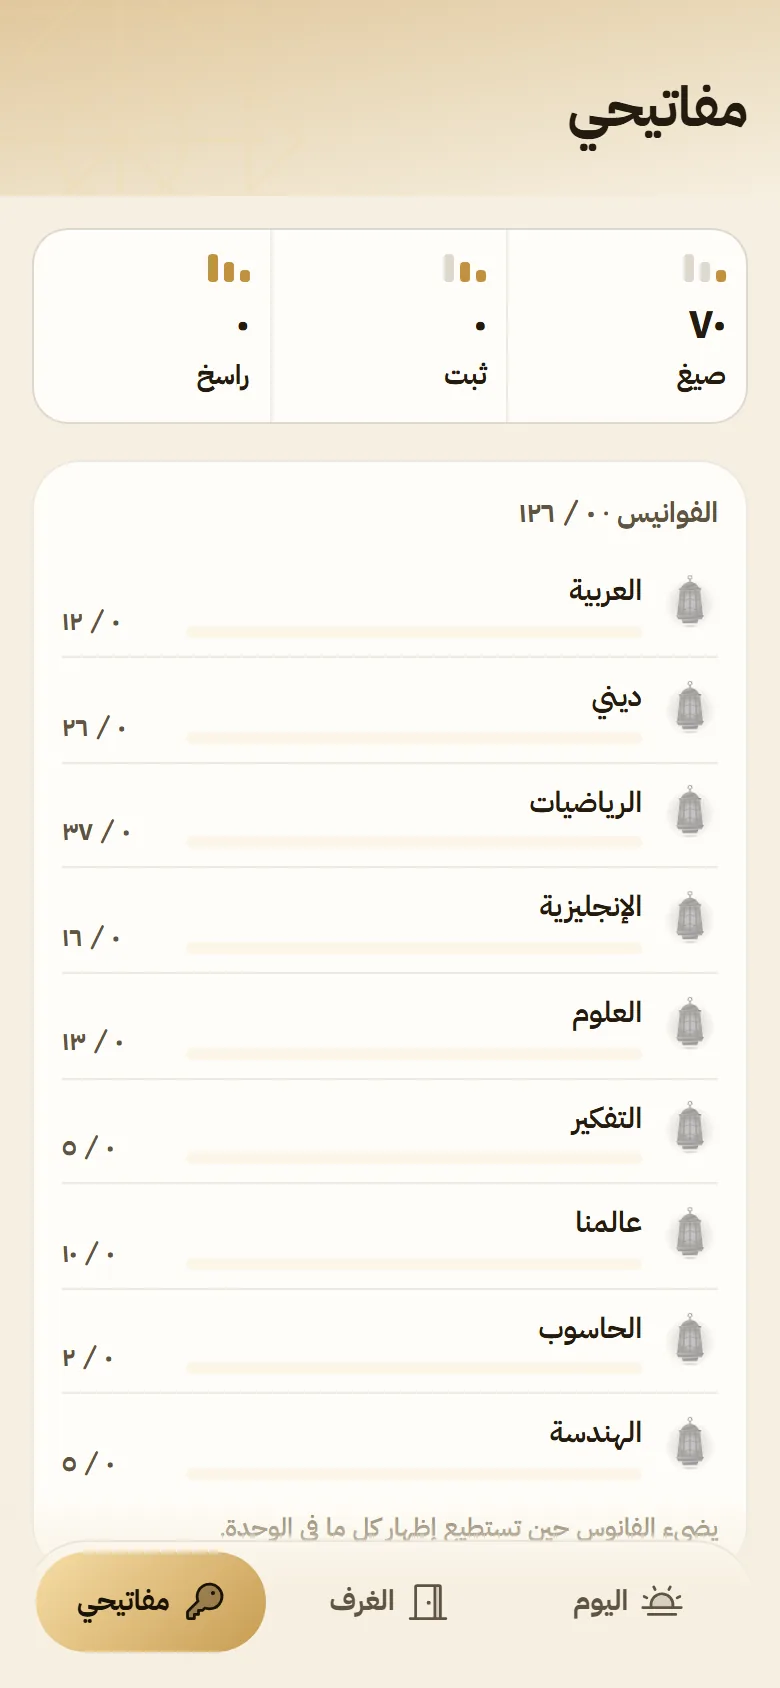 مفاتيحي
٧٠
صيغ
٠
ثبت
٠
راسخ
الفوانيس · ٠ / ١٢٦
العربية
٠ / ١٢
ديني
٠ / ٢٦
الرياضيات
٠ / ٣٧
الإنجليزية
٠ / ١٦
العلوم
٠ / ١٣
التفكير
٠ / ٥
عالمنا
٠ / ١٠
الحاسوب
٠ / ٢
الهندسة
٠ / ٥
يضيء الفانوس حين تستطيع إظهار كل ما في الوحدة.
اليوم
الغرف
مفاتيحي